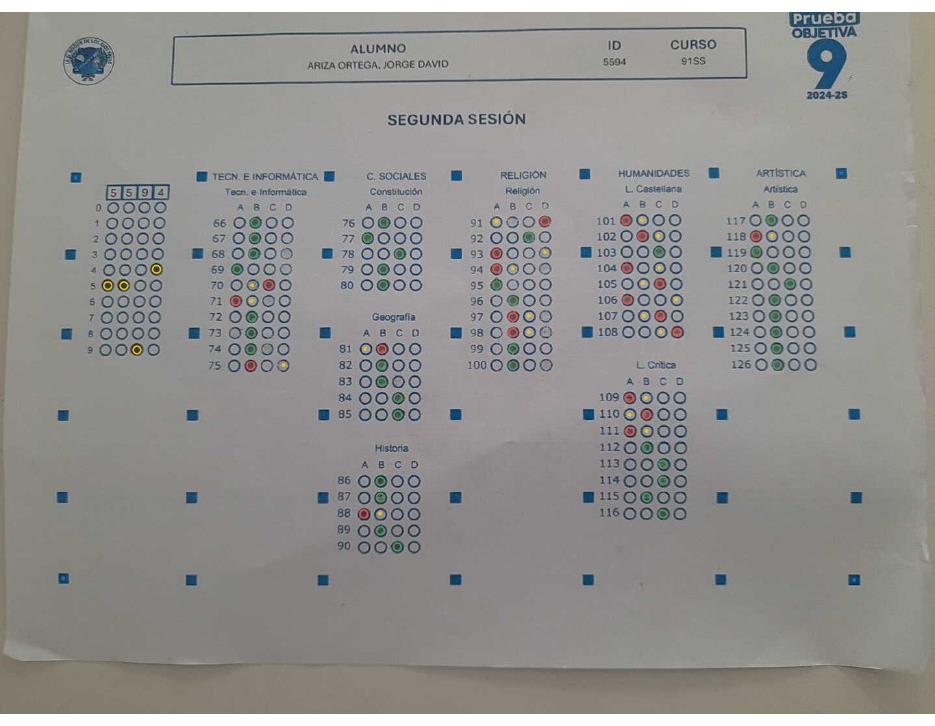 Prueba
OBJETIVA
9
2024-25
ALUMNO ID CURSO
ARIZA ORTEGA, JORGE DAVID 5594 91SS
SEGUNDA SESIÓN
5 5 9 4
0
1
2
3
4
5
6
7
8
9
TECN. E INFORMÁTICA
Tecn. e Informática
A B C D
66
67
68
69
70
71
72
73
74
75
C. SOCIALES
Constitución
A B C D
76
77
78
79
80
Geografía
A B C D
81
82
83
84
85
Historia
A B C D
86
87
88
89
90
RELIGIÓN
Religión
A B C D
91
92
93
94
95
96
97
98
99
100
HUMANIDADES
L. Castellana
A B C D
101
102
103
104
105
106
107
108
L. Crítica
A B C D
109
110
111
112
113
114
115
116
ARTÍSTICA
Artística
A B C D
117
118
119
120
121
122
123
124
125
126